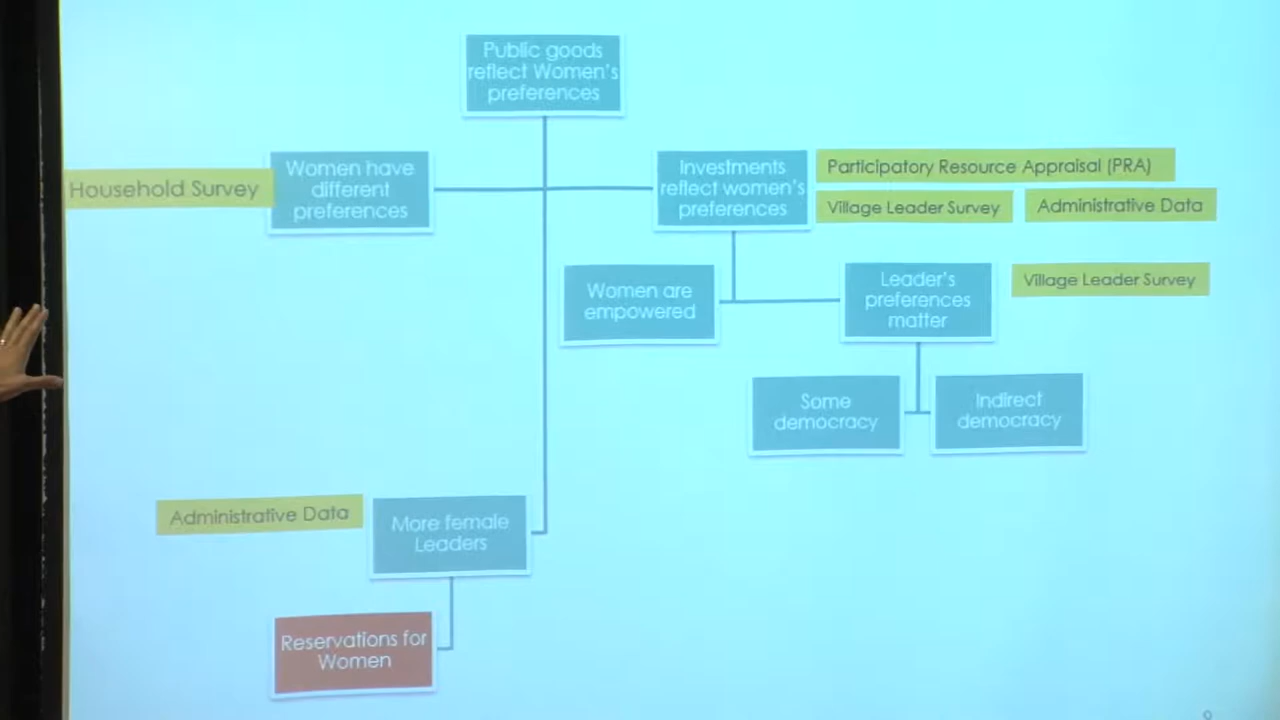 Public goods
reflect Women's
preferences
Household Survey
Women have
different
preferences
Investments
reflect women's
preferences
Participatory Resource Appraisal (PRA)
Village Leader Survey
Administrative Data
Women are
empowered
Leader's
preferences
matter
Village Leader Survey
Some
democracy
Indirect
democracy
Administrative Data
More female
Leaders
Reservations for
Women
9